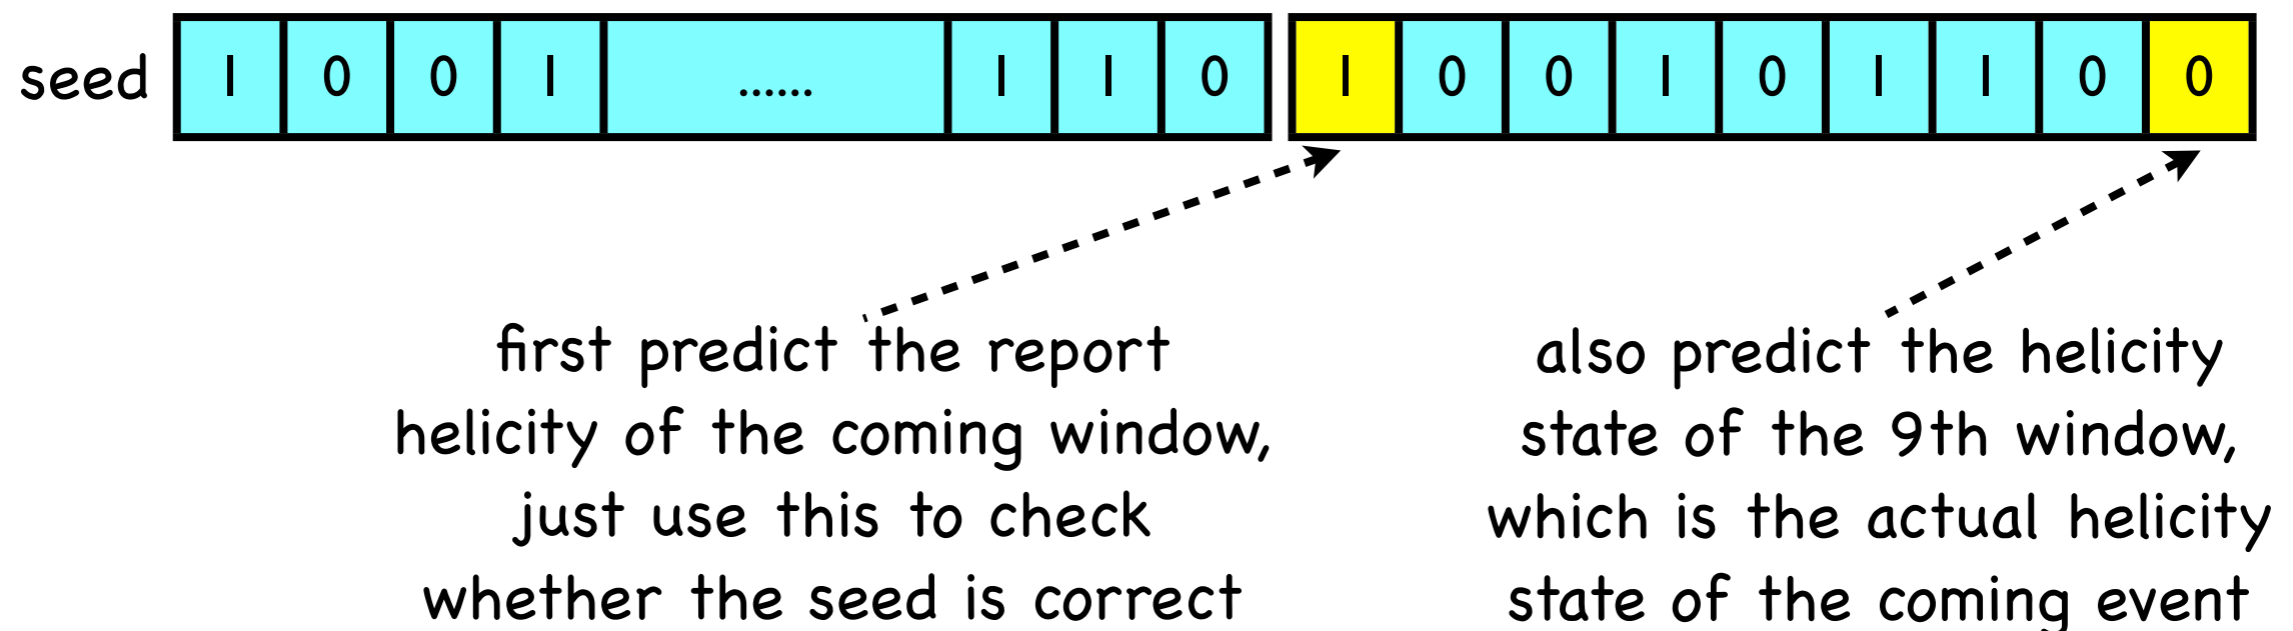 seed 1 0 0 1 ...... 1 1 0 1 0 0 1 0 1 1 0 0
first predict the report
helicity of the coming window,
just use this to check
whether the seed is correct
also predict the helicity
state of the 9th window,
which is the actual helicity
state of the coming event